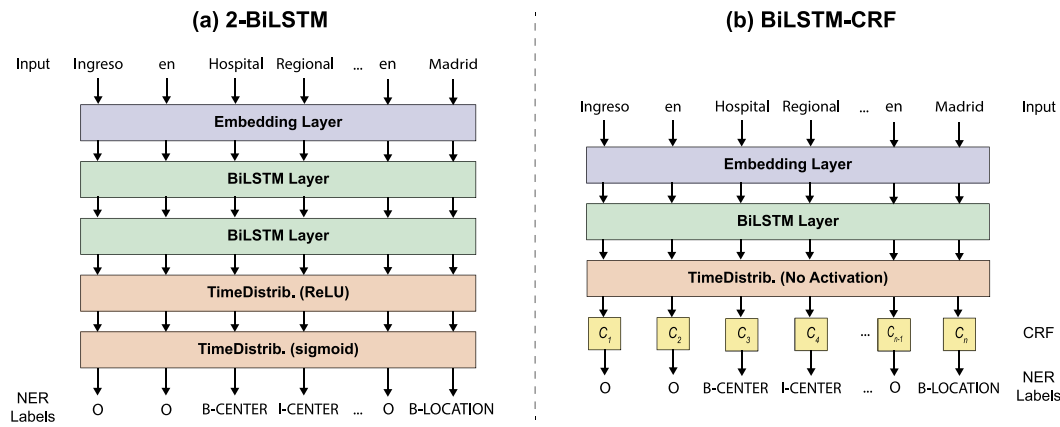 (a) 2-BiLSTM
Input Ingreso en Hospital Regional ... en Madrid
Embedding Layer
BiLSTM Layer
BiLSTM Layer
TimeDistrib. (ReLU)
TimeDistrib. (sigmoid)
NER Labels O O B-CENTER I-CENTER ... O B-LOCATION
(b) BiLSTM-CRF
Ingreso en Hospital Regional ... en Madrid Input
Embedding Layer
BiLSTM Layer
TimeDistrib. (No Activation)
C1 C2 C3 C4 ... Cn-1 Cn CRF
O O B-CENTER I-CENTER ... O B-LOCATION NER Labels